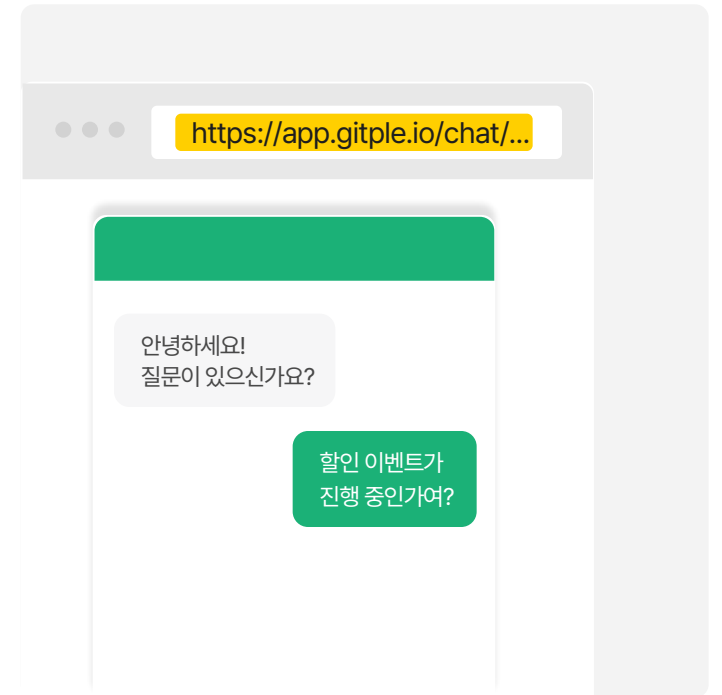 https://app.gitple.io/chat/...
안녕하세요!
질문이 있으신가요?
할인 이벤트가
진행 중인가여?